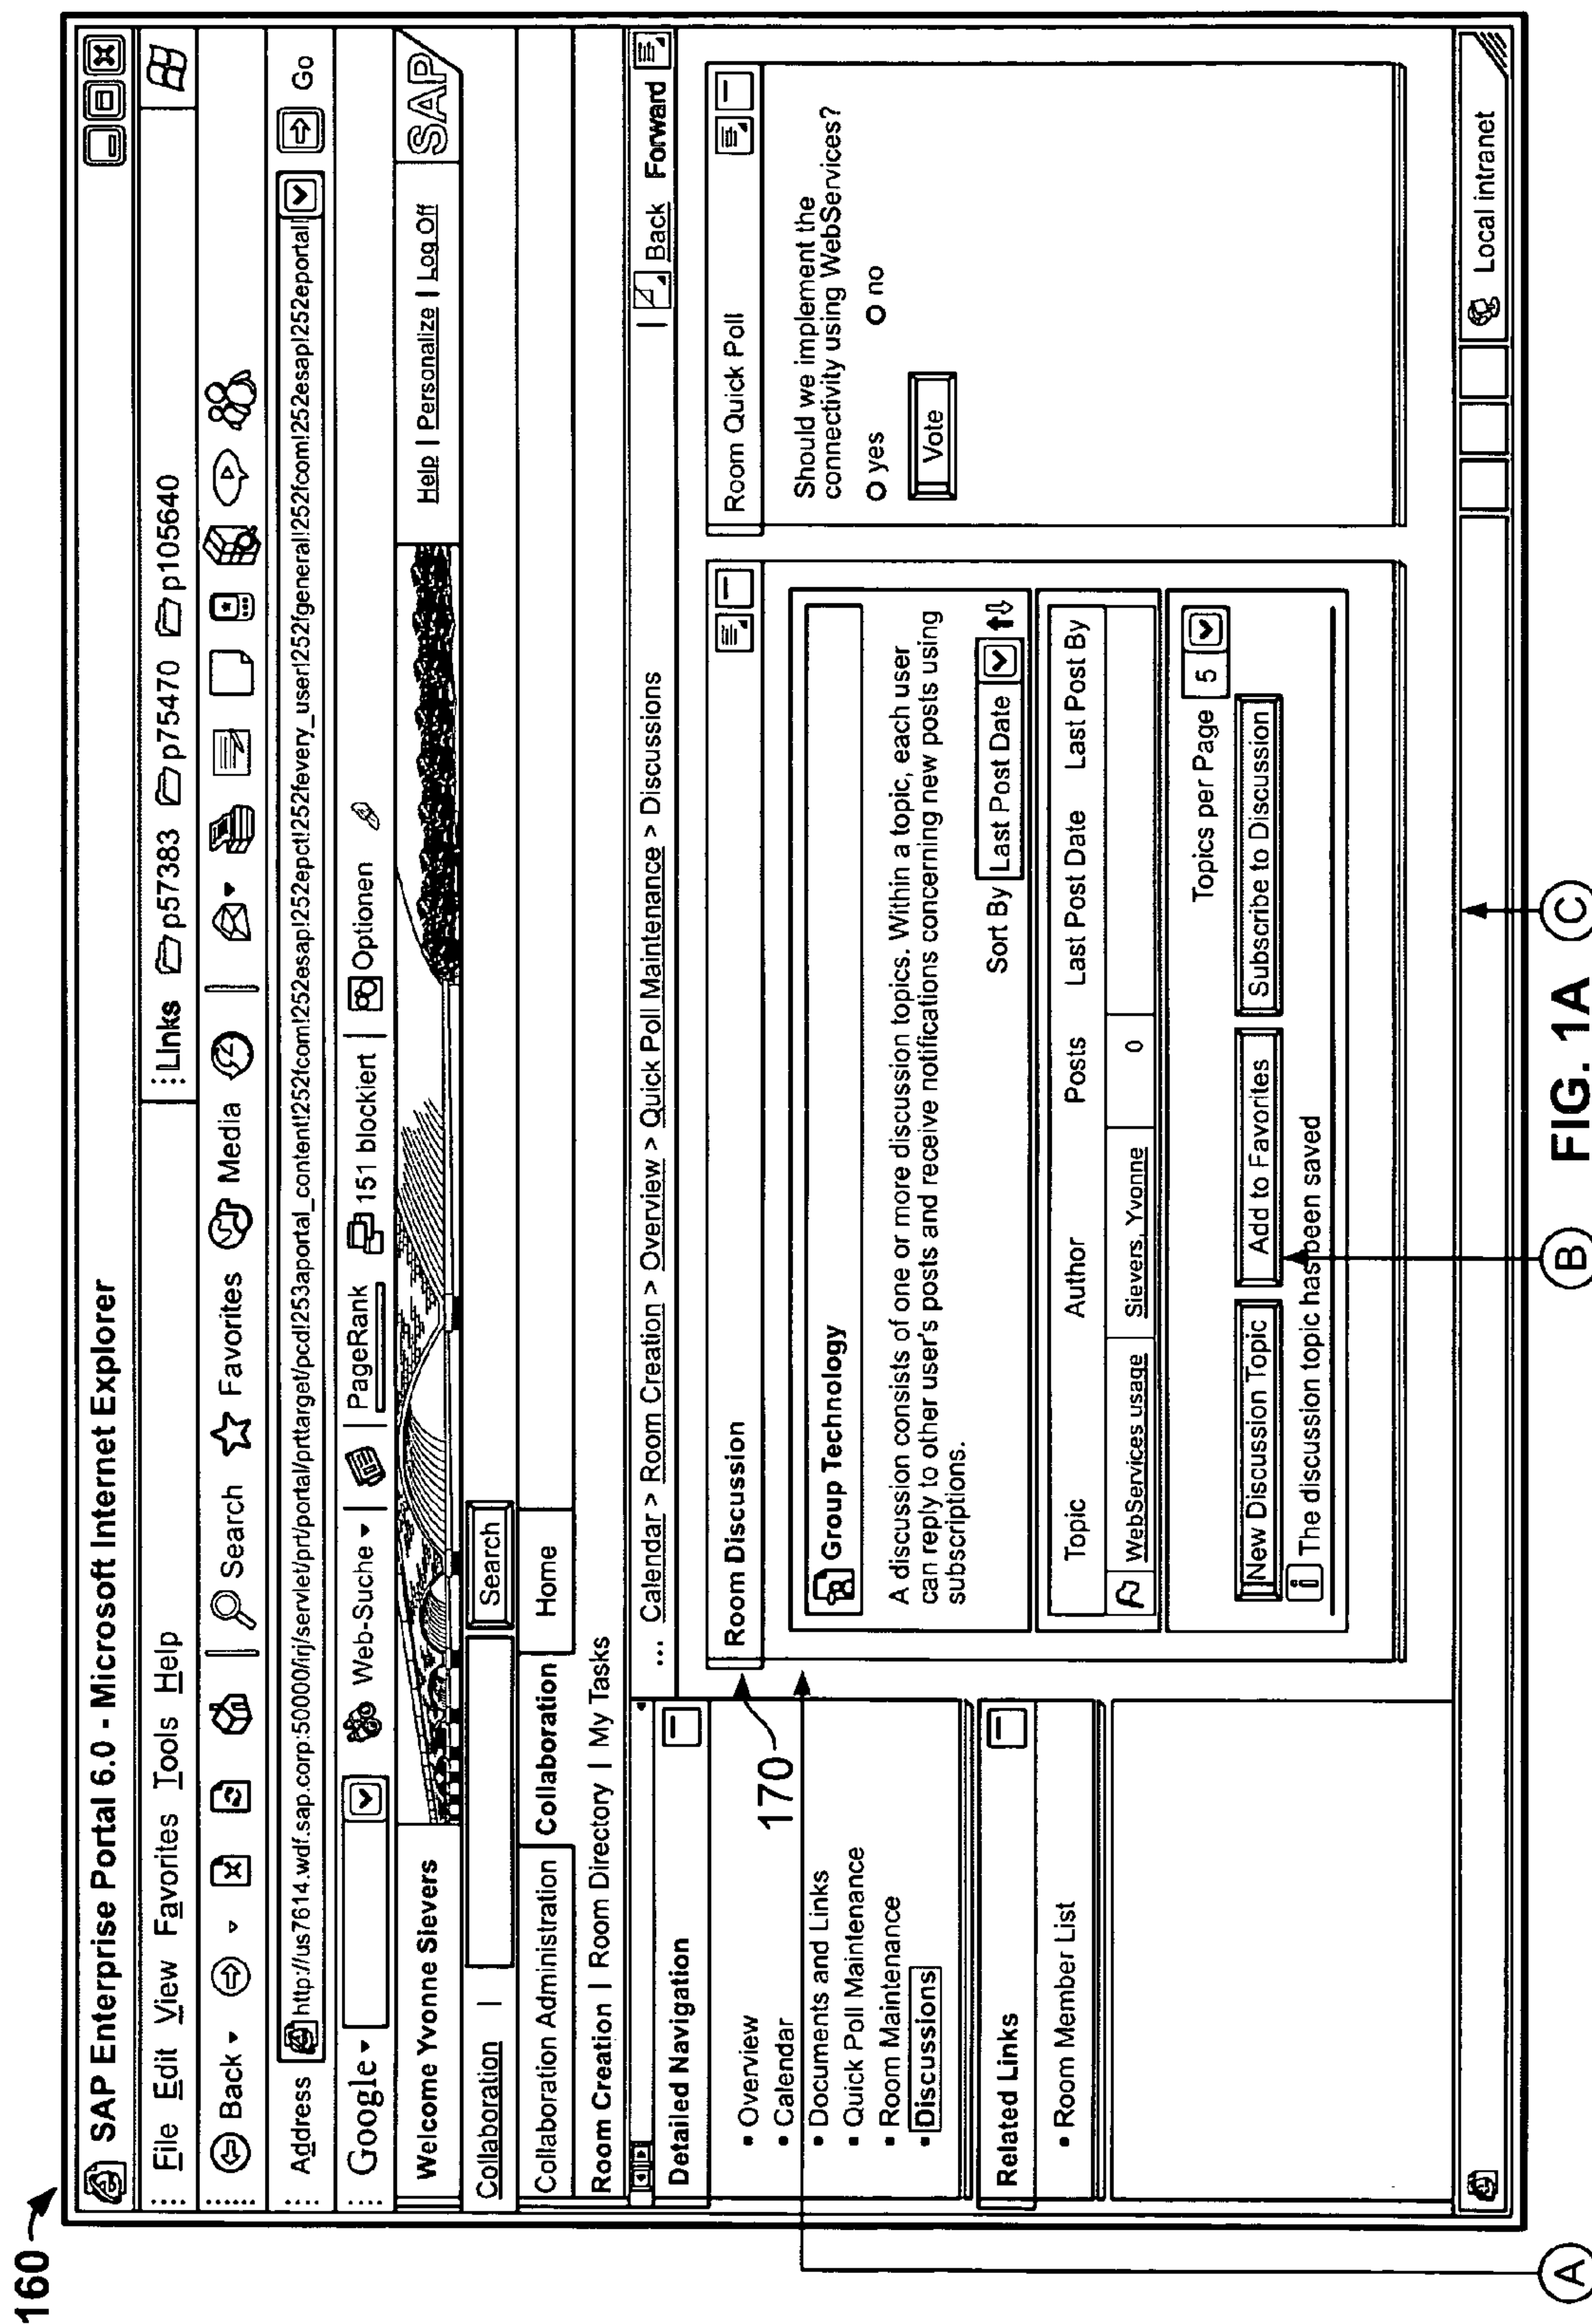 160
SAP Enterprise Portal 6.0 - Microsoft Internet Explorer
File Edit View Favorites Tools Help
Links p57383 p75470 p105640
Back Search Favorites Media
Address http://us7614.wdf.sap.corp:50000/irj/servlet/prt/portal/prttarget/pcd!253aportal_content!252fcom!252esap!252epct!252fevery_user!252fgeneral!252fcom!252esap!252eportal! Go
Google Web-Suche PageRank 151 blockiert Optionen
Welcome Yvonne Sievers
Help | Personalize | Log Off
SAP
Collaboration | Search
Collaboration Administration Collaboration Home
Room Creation | Room Directory | My Tasks
... Calendar > Room Creation > Overview > Quick Poll Maintenance > Discussions
| Back Forward
Detailed Navigation
• Overview
• Calendar
• Documents and Links
• Quick Poll Maintenance
• Room Maintenance
• Discussions
Related Links
• Room Member List
170
Room Discussion
Group Technology
A discussion consists of one or more discussion topics. Within a topic, each user
can reply to other user's posts and receive notifications concerning new posts using
subscriptions.
Sort By Last Post Date
Topic Author Posts Last Post Date Last Post By
WebServices usage Sievers, Yvonne 0
Topics per Page 5
New Discussion Topic Add to Favorites Subscribe to Discussion
i The discussion topic has been saved
Room Quick Poll
Should we implement the
connectivity using WebServices?
yes no
Vote
Local intranet
A B C
FIG. 1A